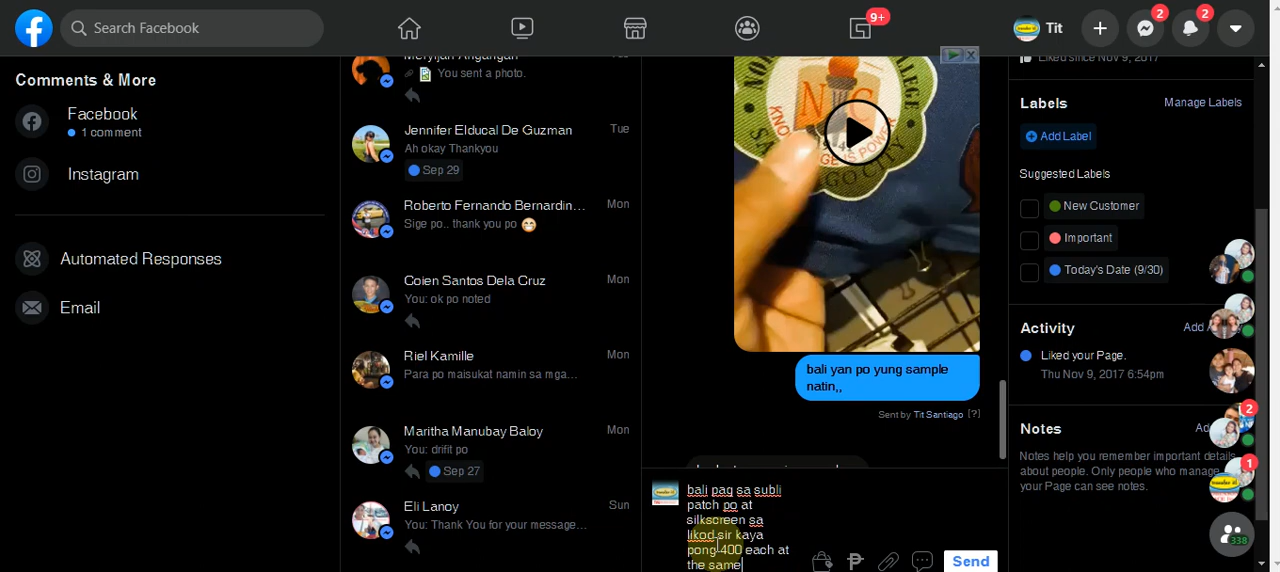 Search Facebook
9+
Tit
2
2
Comments & More
Facebook
1 comment
Instagram
Automated Responses
Email
You sent a photo.
Jennifer Elducal De Guzman
Tue
Ah okay Thankyou
Sep 29
Roberto Fernando Bernardin...
Mon
Sige po.. thank you po
Coien Santos Dela Cruz
Mon
You: ok po noted
Riel Kamille
Mon
Para po maisukat namin sa mga...
Maritha Manubay Baloy
Mon
You: drifit po
Sep 27
Eli Lanoy
Sun
You: Thank You for your message...
bali yan po yung sample
natin,,
Sent by Tit Santiago [?]
bali pag sa subli
patch po at
silkscreen sa
likod sir kaya
pong 400 each at
the same
Send
Liked since Nov 9, 2017
Labels
Manage Labels
Add Label
Suggested Labels
New Customer
Important
Today's Date (9/30)
Activity
Liked your Page.
Thu Nov 9, 2017 6:54pm
Notes
Notes help you remember important details
about people. Only people who manage
your Page can see notes.
2
1
338